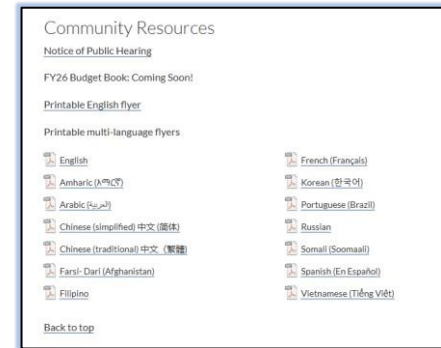 Community Resources
Notice of Public Hearing
FY26 Budget Book: Coming Soon!
Printable English flyer
Printable multi-language flyers
English
Amharic (አማርኛ)
Arabic (العربية)
Chinese (simplified) 中文 (简体)
Chinese (traditional) 中文 (繁體)
Farsi- Dari (Afghanistan)
Filipino
French (Français)
Korean (한국어)
Portuguese (Brazil)
Russian
Somali (Soomaali)
Spanish (En Español)
Vietnamese (Tiếng Việt)
Back to top